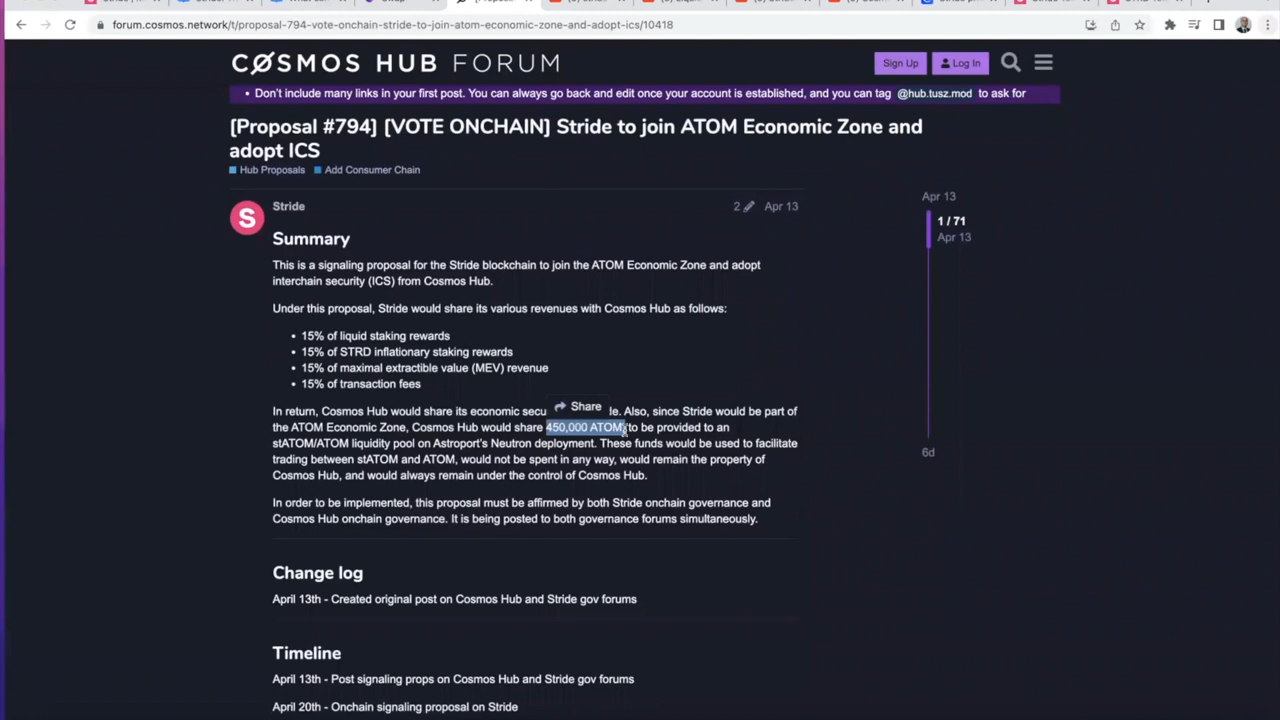 forum.cosmos.network/t/proposal-794-vote-onchain-stride-to-join-atom-economic-zone-and-adopt-ics/10418
COSMOS HUB FORUM
Sign Up
Log In
• Don't include many links in your first post. You can always go back and edit once your account is established, and you can tag @hub.tusz.mod to ask for
[Proposal #794] [VOTE ONCHAIN] Stride to join ATOM Economic Zone and
adopt ICS
Hub Proposals Add Consumer Chain
S
Stride
2 Apr 13
Summary
This is a signaling proposal for the Stride blockchain to join the ATOM Economic Zone and adopt
interchain security (ICS) from Cosmos Hub.
Under this proposal, Stride would share its various revenues with Cosmos Hub as follows:
• 15% of liquid staking rewards
• 15% of STRD inflationary staking rewards
• 15% of maximal extractible value (MEV) revenue
• 15% of transaction fees
Share
In return, Cosmos Hub would share its economic secu de. Also, since Stride would be part of
the ATOM Economic Zone, Cosmos Hub would share 450,000 ATOM to be provided to an
stATOM/ATOM liquidity pool on Astroport's Neutron deployment. These funds would be used to facilitate
trading between stATOM and ATOM, would not be spent in any way, would remain the property of
Cosmos Hub, and would always remain under the control of Cosmos Hub.
In order to be implemented, this proposal must be affirmed by both Stride onchain governance and
Cosmos Hub onchain governance. It is being posted to both governance forums simultaneously.
Change log
April 13th - Created original post on Cosmos Hub and Stride gov forums
Timeline
April 13th - Post signaling props on Cosmos Hub and Stride gov forums
April 20th - Onchain signaling proposal on Stride
Apr 13
1 / 71
Apr 13
6d